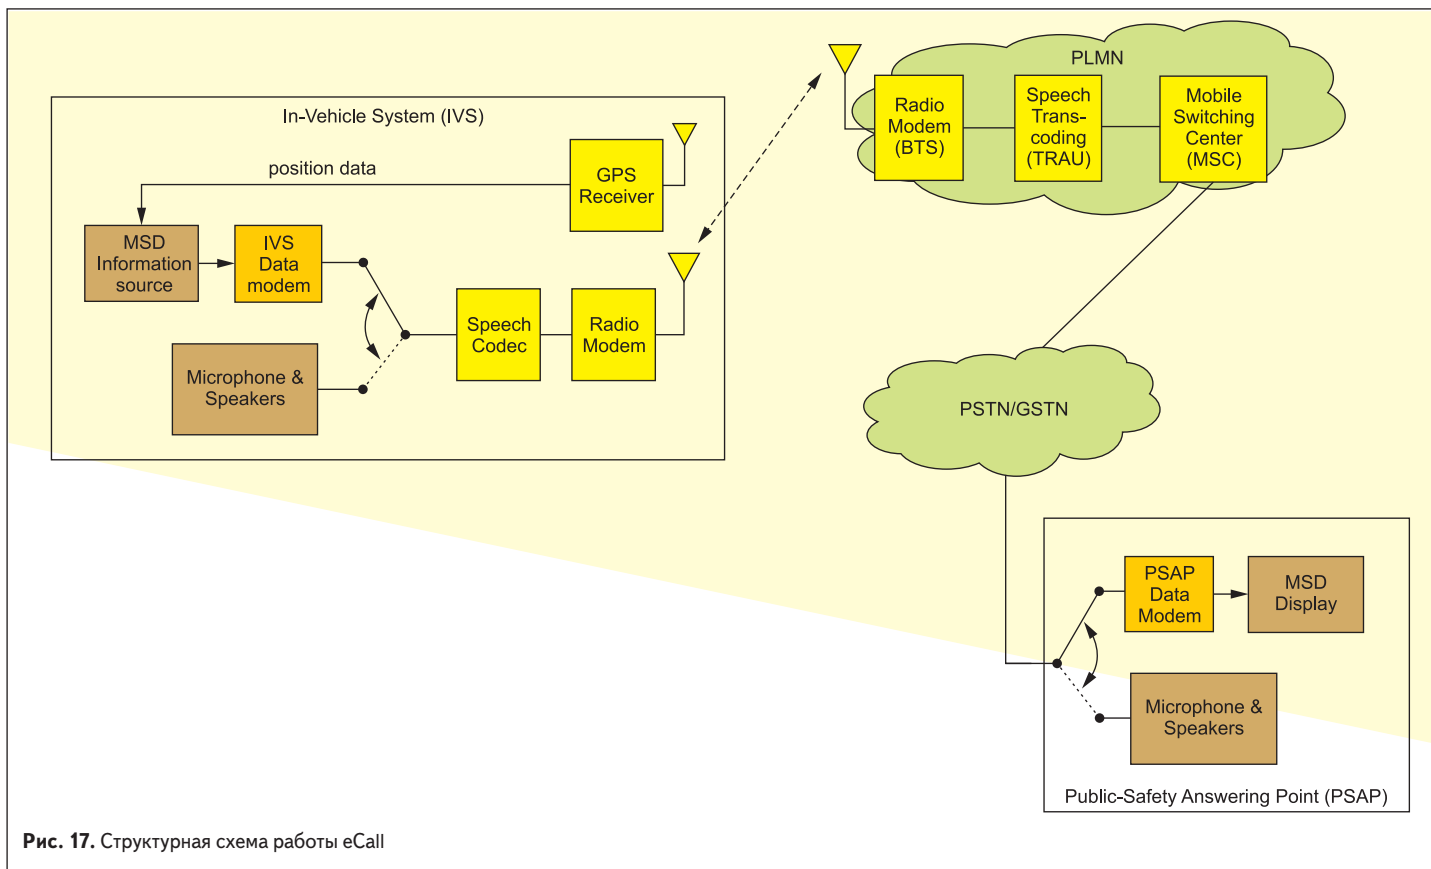 In-Vehicle System (IVS)
position data
GPS
Receiver
MSD
Information
source
IVS
Data
modem
Speech
Codec
Radio
Modem
Microphone &
Speakers
PLMN
Radio
Modem
(BTS)
Speech
Trans-
coding
(TRAU)
Mobile
Switching
Center
(MSC)
PSTN/GSTN
PSAP
Data
Modem
MSD
Display
Microphone &
Speakers
Public-Safety Answering Point (PSAP)
Рис. 17. Структурная схема работы eCall